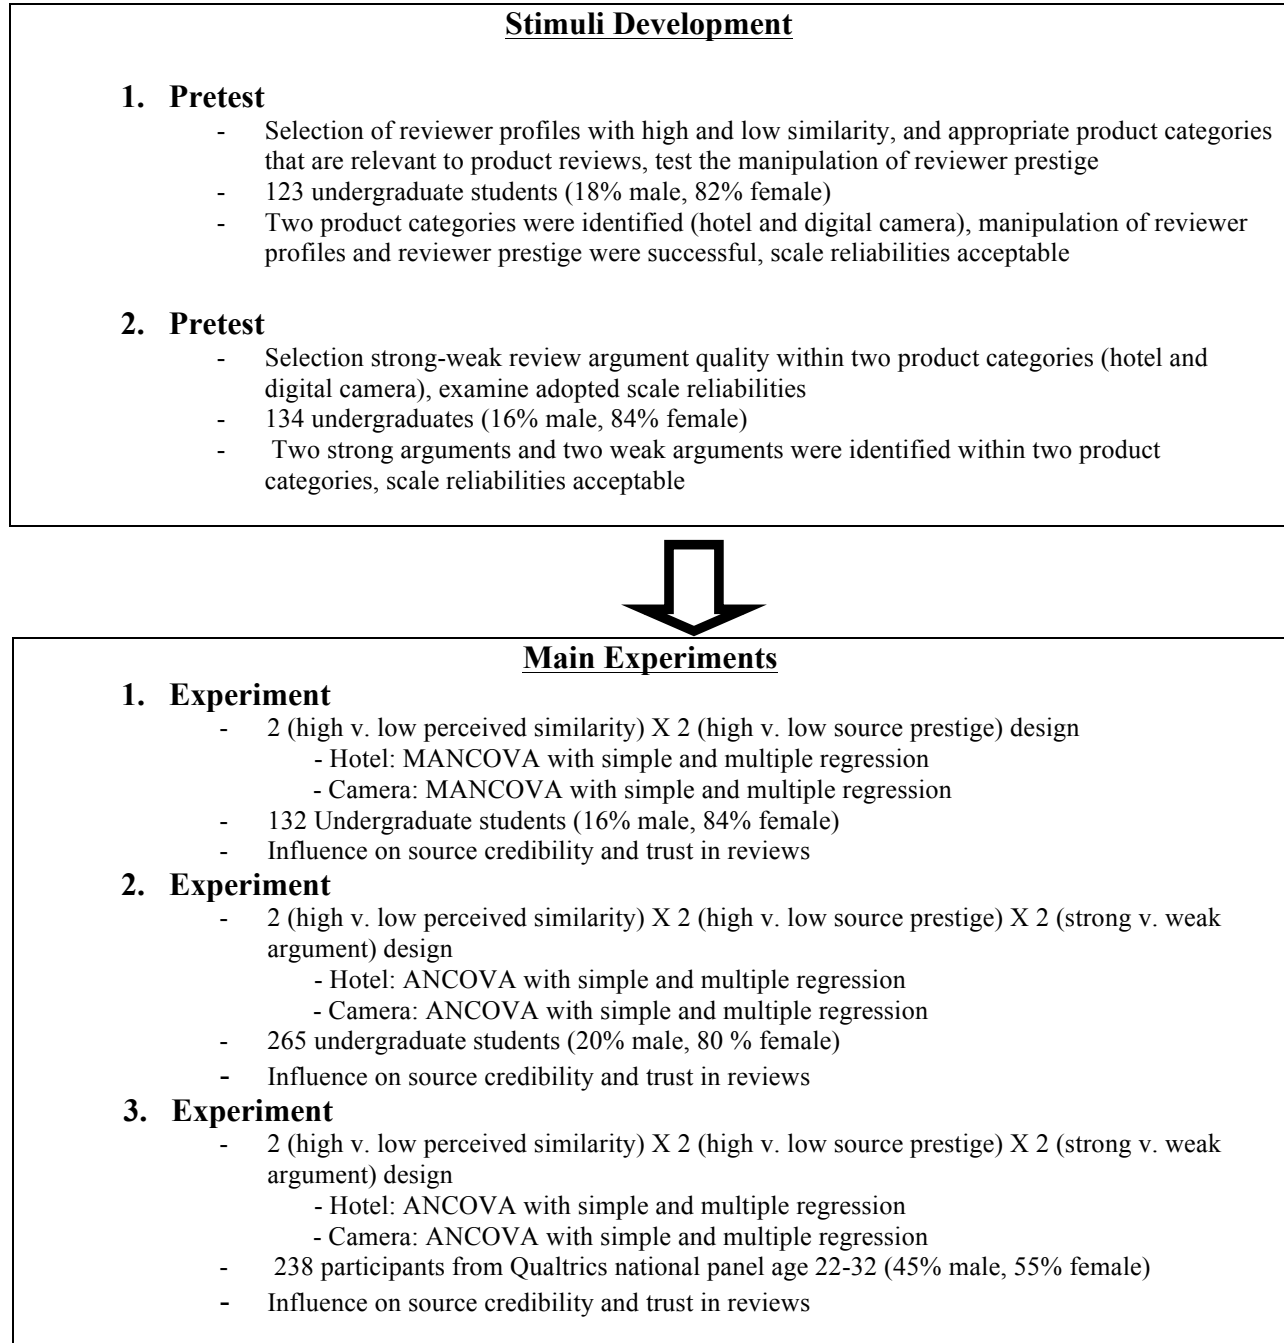 Stimuli Development
1. Pretest
- Selection of reviewer profiles with high and low similarity, and appropriate product categories
that are relevant to product reviews, test the manipulation of reviewer prestige
- 123 undergraduate students (18% male, 82% female)
- Two product categories were identified (hotel and digital camera), manipulation of reviewer
profiles and reviewer prestige were successful, scale reliabilities acceptable
2. Pretest
- Selection strong-weak review argument quality within two product categories (hotel and
digital camera), examine adopted scale reliabilities
- 134 undergraduates (16% male, 84% female)
- Two strong arguments and two weak arguments were identified within two product
categories, scale reliabilities acceptable
Main Experiments
1. Experiment
- 2 (high v. low perceived similarity) X 2 (high v. low source prestige) design
- Hotel: MANCOVA with simple and multiple regression
- Camera: MANCOVA with simple and multiple regression
- 132 Undergraduate students (16% male, 84% female)
- Influence on source credibility and trust in reviews
2. Experiment
- 2 (high v. low perceived similarity) X 2 (high v. low source prestige) X 2 (strong v. weak
argument) design
- Hotel: ANCOVA with simple and multiple regression
- Camera: ANCOVA with simple and multiple regression
- 265 undergraduate students (20% male, 80 % female)
- Influence on source credibility and trust in reviews
3. Experiment
- 2 (high v. low perceived similarity) X 2 (high v. low source prestige) X 2 (strong v. weak
argument) design
- Hotel: ANCOVA with simple and multiple regression
- Camera: ANCOVA with simple and multiple regression
- 238 participants from Qualtrics national panel age 22-32 (45% male, 55% female)
- Influence on source credibility and trust in reviews